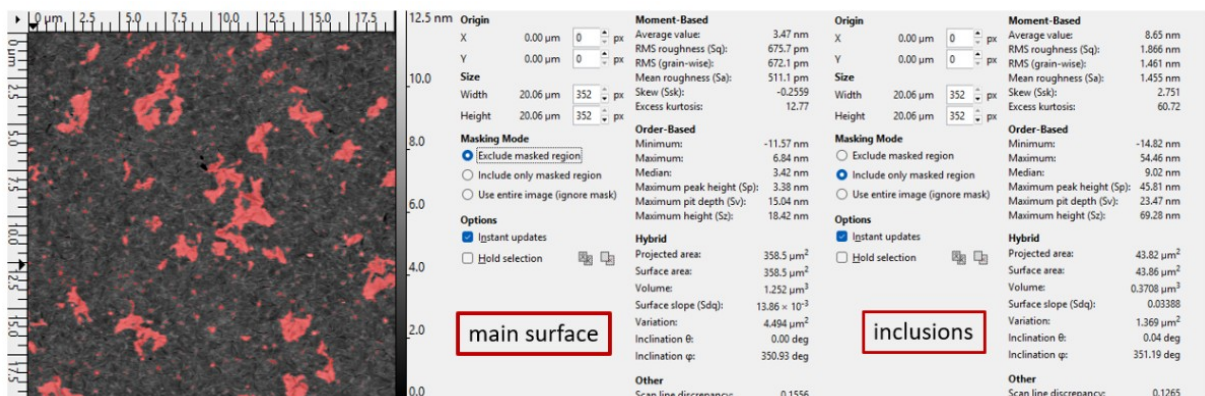 0 µm 2.5 5.0 7.5 10.0 12.5 15.0 17.5
0 µm
2.5
5.0
7.5
10.0
12.5
15.0
17.5
12.5 nm
10.0
8.0
6.0
4.0
2.0
0.0
Origin
X 0.00 µm 0 px
Y 0.00 µm 0 px
Size
Width 20.06 µm 352 px
Height 20.06 µm 352 px
Masking Mode
Exclude masked region
Include only masked region
Use entire image (ignore mask)
Options
Instant updates
Hold selection
main surface
Moment-Based
Average value: 3.47 nm
RMS roughness (Sq): 675.7 pm
RMS (grain-wise): 672.1 pm
Mean roughness (Sa): 511.1 pm
Skew (Ssk): -0.2559
Excess kurtosis: 12.77
Order-Based
Minimum: -11.57 nm
Maximum: 6.84 nm
Median: 3.42 nm
Maximum peak height (Sp): 3.38 nm
Maximum pit depth (Sv): 15.04 nm
Maximum height (Sz): 18.42 nm
Hybrid
Projected area: 358.5 µm²
Surface area: 358.5 µm²
Volume: 1.252 µm³
Surface slope (Sdq): 13.86 × 10⁻³
Variation: 4.494 µm²
Inclination θ: 0.00 deg
Inclination φ: 350.93 deg
Other
Scan line discrepancy: 0.1556
Origin
X 0.00 µm 0 px
Y 0.00 µm 0 px
Size
Width 20.06 µm 352 px
Height 20.06 µm 352 px
Masking Mode
Exclude masked region
Include only masked region
Use entire image (ignore mask)
Options
Instant updates
Hold selection
inclusions
Moment-Based
Average value: 8.65 nm
RMS roughness (Sq): 1.866 nm
RMS (grain-wise): 1.461 nm
Mean roughness (Sa): 1.455 nm
Skew (Ssk): 2.751
Excess kurtosis: 60.72
Order-Based
Minimum: -14.82 nm
Maximum: 54.46 nm
Median: 9.02 nm
Maximum peak height (Sp): 45.81 nm
Maximum pit depth (Sv): 23.47 nm
Maximum height (Sz): 69.28 nm
Hybrid
Projected area: 43.82 µm²
Surface area: 43.86 µm²
Volume: 0.3708 µm³
Surface slope (Sdq): 0.03388
Variation: 1.369 µm²
Inclination θ: 0.04 deg
Inclination φ: 351.19 deg
Other
Scan line discrepancy: 0.1265